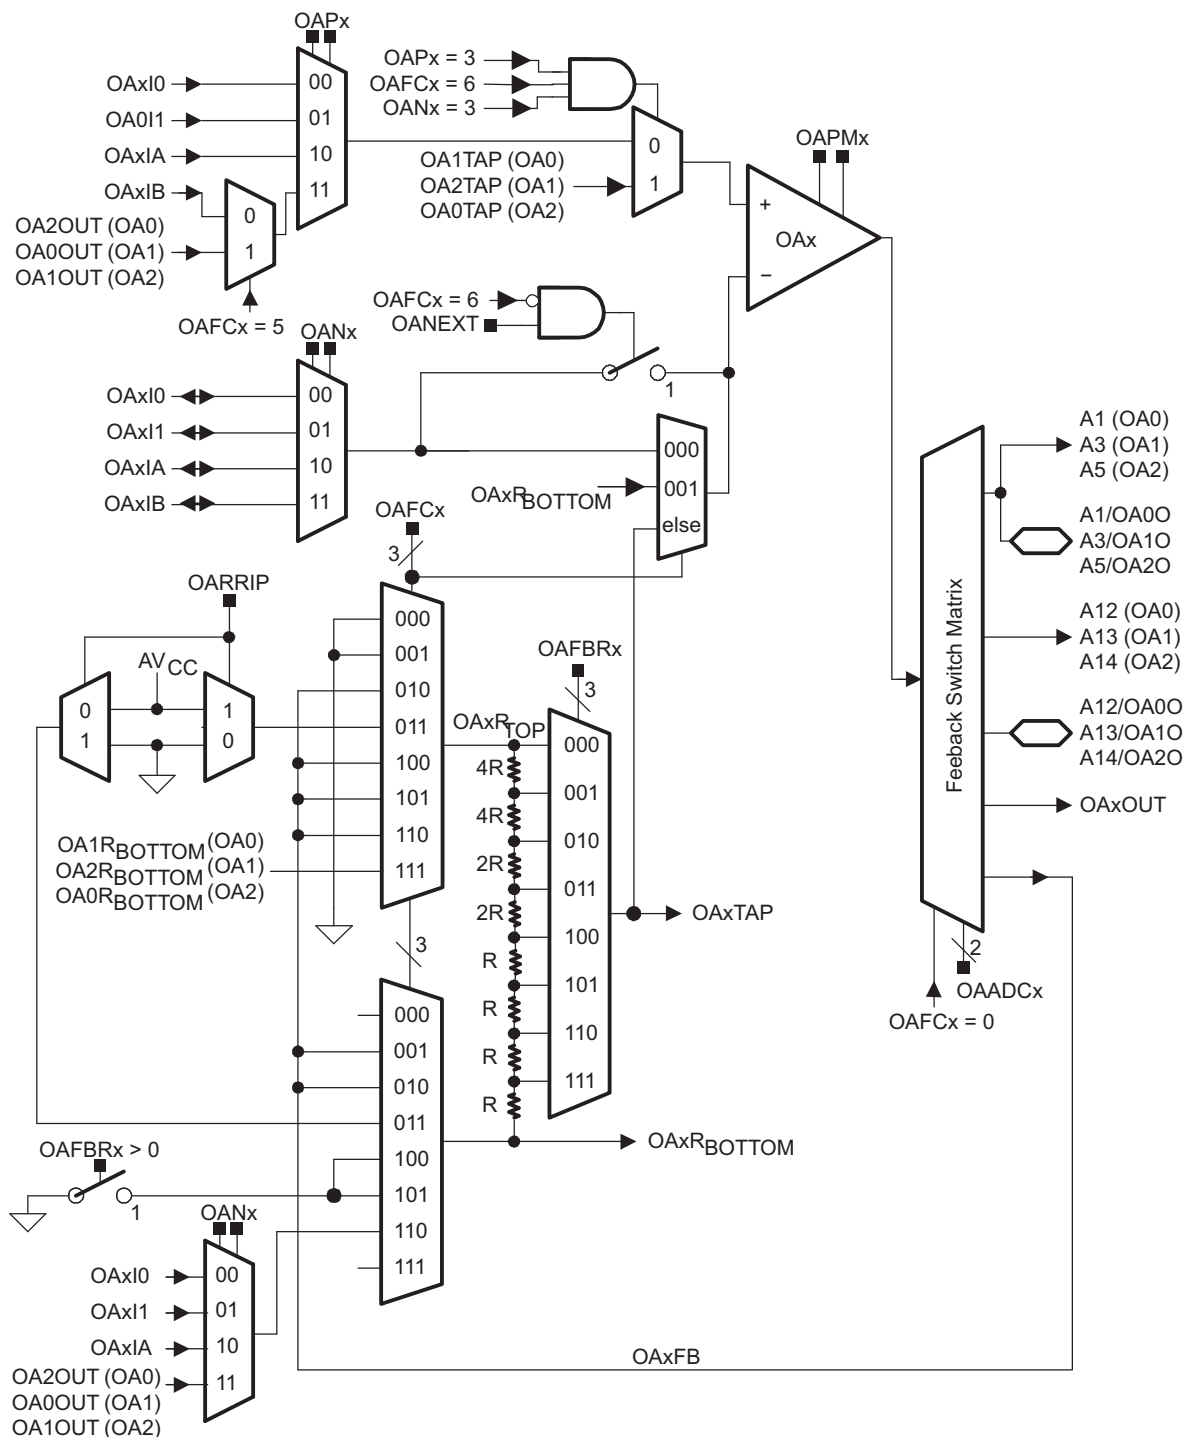 OAPx
OAxI0
OA0I1
OAxIA
OAxIB
00
01
10
11
OA2OUT (OA0)
OA0OUT (OA1)
OA1OUT (OA2)
0
1
OAFCx = 5
OAPx = 3
OAFCx = 6
OANx = 3
OA1TAP (OA0)
OA2TAP (OA1)
OA0TAP (OA2)
0
1
OAPMx
+
OAx
−
OAFCx = 6
OANEXT
1
OANx
OAxI0
OAxI1
OAxIA
OAxIB
00
01
10
11
000
001
else
OAxRBOTTOM
OAFCx
3
OARRIP
AVCC
0
1
1
0
000
001
010
011
100
101
110
111
OA1RBOTTOM (OA0)
OA2RBOTTOM (OA1)
OA0RBOTTOM (OA2)
OAxRTOP
4R
4R
2R
2R
R
R
R
R
OAFBRx
3
000
001
010
011
100
101
110
111
OAxTAP
3
000
001
010
011
100
101
110
111
OAxRBOTTOM
OAFBRx > 0
1
OANx
OAxI0
OAxI1
OAxIA
OA2OUT (OA0)
OA0OUT (OA1)
OA1OUT (OA2)
00
01
10
11
OAxFB
Feeback Switch Matrix
A1 (OA0)
A3 (OA1)
A5 (OA2)
A1/OA0O
A3/OA1O
A5/OA2O
A12 (OA0)
A13 (OA1)
A14 (OA2)
A12/OA0O
A13/OA1O
A14/OA2O
OAxOUT
2
OAADCx
OAFCx = 0